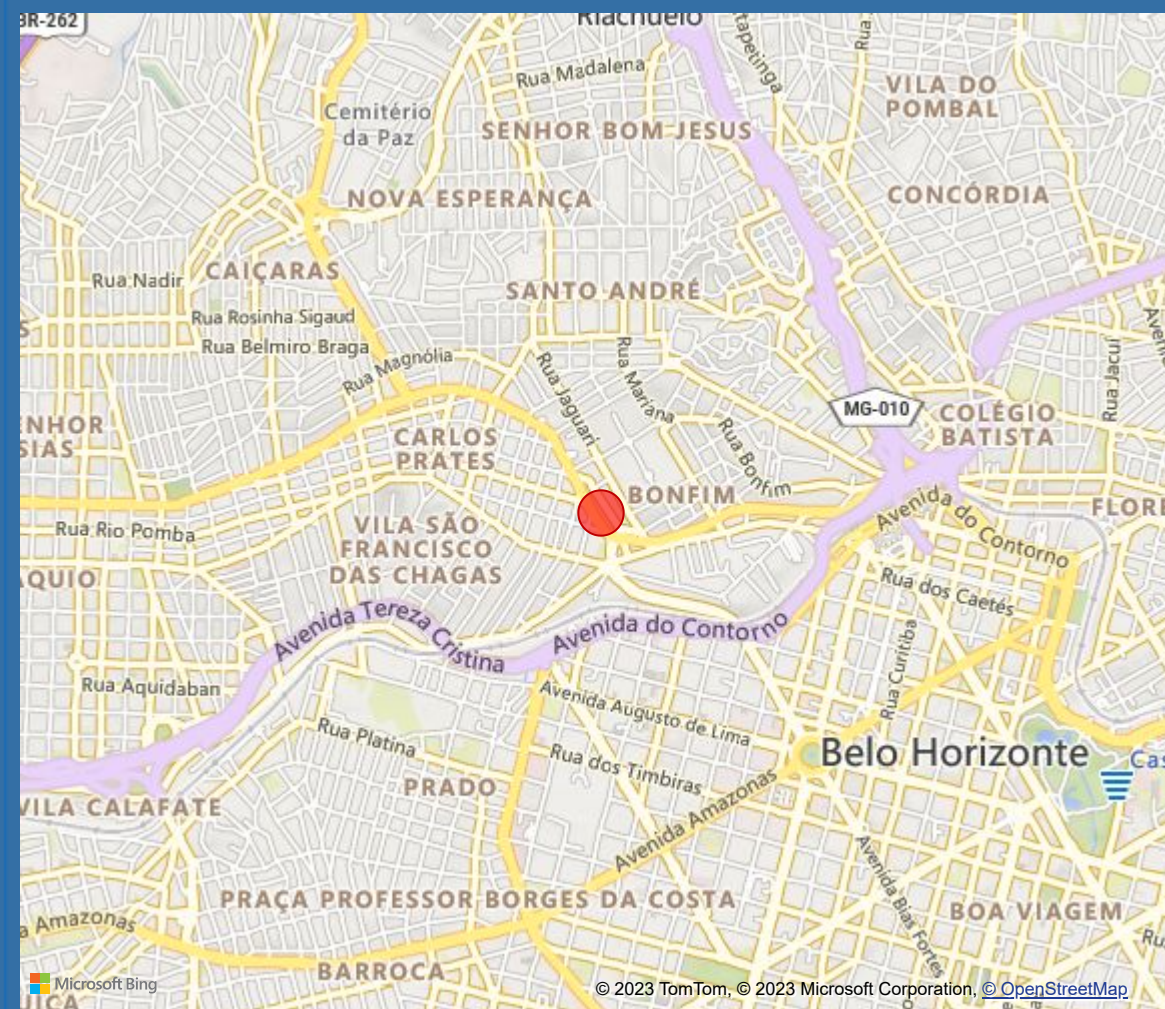 BR-262
Riachuelo
Rua
Rua Madalena
VILA DO
POMBAL
Cemitério
da Paz
SENHOR BOM JESUS
NOVA ESPERANÇA
CONCÓRDIA
CAIÇARAS
Rua Nadir
SANTO ANDRÉ
Rua Rosinha Sigaud
Rua Belmiro Braga
Rua Magnólia
Rua Jaguari
Rua Mariana
Rua Jacuí
MG-010
COLÉGIO
BATISTA
CARLOS
PRATES
Rua Bonfim
BONFIM
Avenida do Contorno
Rua Rio Pomba
VILA SÃO
FRANCISCO
DAS CHAGAS
Rua dos Caetés
Avenida Tereza Cristina
Avenida do Contorno
Rua Curitiba
Rua Aquidaban
Avenida Augusto de Lima
Rua Platina
Rua dos Timbiras
Belo Horizonte
PRADO
Avenida Amazonas
VILA CALAFATE
Avenida Bias Fortes
PRAÇA PROFESSOR BORGES DA COSTA
BOA VIAGEM
Amazonas
BARROCA
Microsoft Bing
© 2023 TomTom, © 2023 Microsoft Corporation, © OpenStreetMap